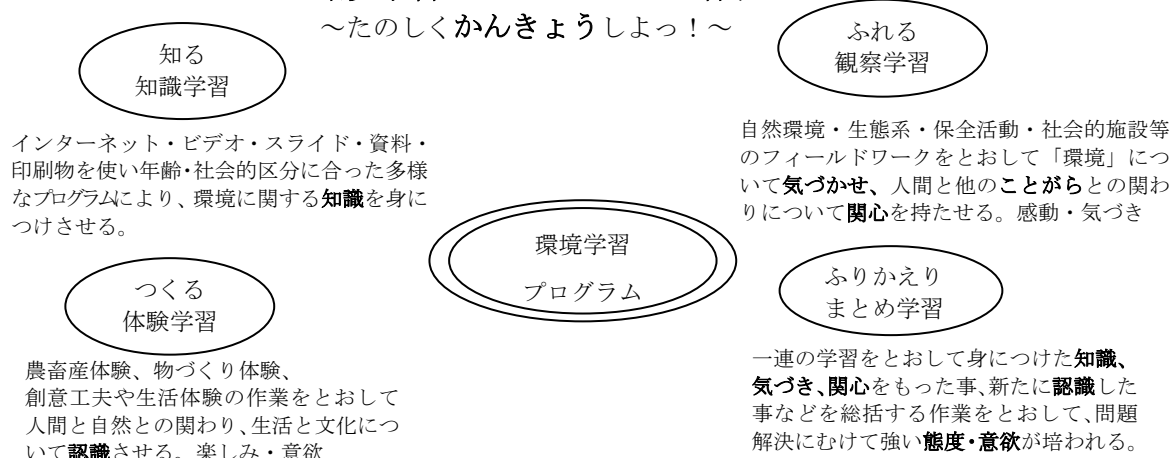 ～たのしくかんきょうしよっ！～
知る
知識学習
インターネット・ビデオ・スライド・資料・
印刷物を使い年齢・社会的区分に合った多様
なプログラムにより、環境に関する知識を身に
つけさせる。
ふれる
観察学習
自然環境・生態系・保全活動・社会的施設等
のフィールドワークをとおして「環境」につ
いて気づかせ、人間と他のことがらとの関わ
りについて関心を持たせる。感動・気づき
環境学習
プログラム
つくる
体験学習
農畜産体験、物づくり体験、
創意工夫や生活体験の作業をとおして
人間と自然との関わり、生活と文化につ
いて認識させる。楽しみ・意欲
ふりかえり
まとめ学習
一連の学習をとおして身につけた知識、
気づき、関心をもった事、新たに認識した
事などを総括する作業をとおして、問題
解決にむけて強い態度・意欲が培われる。